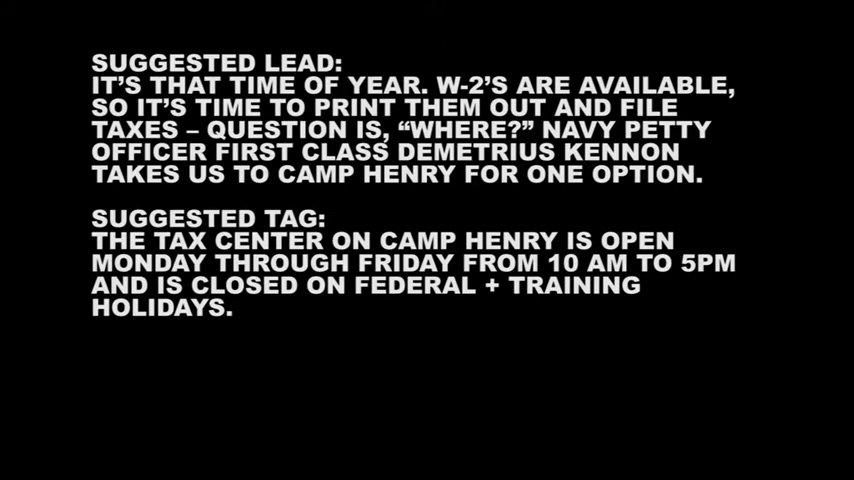 SUGGESTED LEAD:
IT’S THAT TIME OF YEAR. W-2’S ARE AVAILABLE,
SO IT’S TIME TO PRINT THEM OUT AND FILE
TAXES – QUESTION IS, “WHERE?” NAVY PETTY
OFFICER FIRST CLASS DEMETRIUS KENNON
TAKES US TO CAMP HENRY FOR ONE OPTION.
SUGGESTED TAG:
THE TAX CENTER ON CAMP HENRY IS OPEN
MONDAY THROUGH FRIDAY FROM 10 AM TO 5PM
AND IS CLOSED ON FEDERAL + TRAINING
HOLIDAYS.